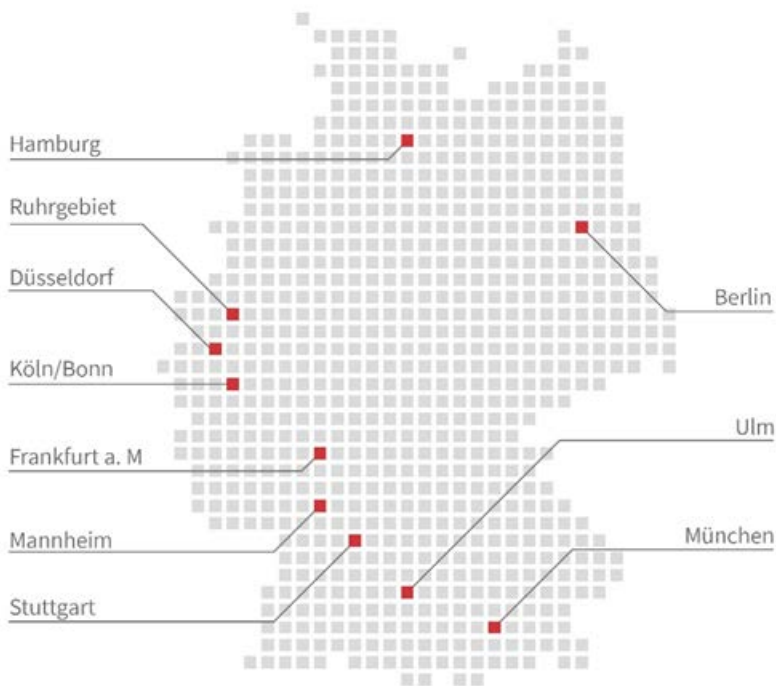 Hamburg
Ruhrgebiet
Düsseldorf
Berlin
Köln/Bonn
Ulm
Frankfurt a. M
Mannheim
München
Stuttgart